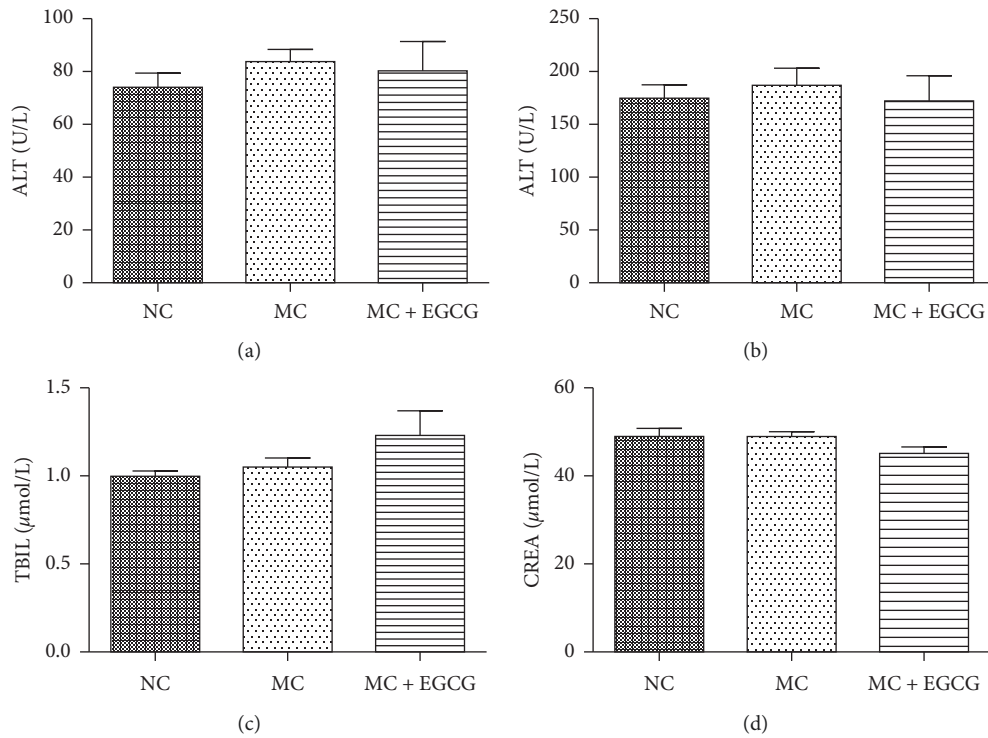 100
80
60
40
20
0
ALT (U/L)
NC
MC
MC + EGCG
(a)
250
200
150
100
50
0
ALT (U/L)
NC
MC
MC + EGCG
(b)
1.5
1.0
0.5
0.0
TBIL (μmol/L)
NC
MC
MC + EGCG
(c)
60
40
20
0
CREA (μmol/L)
NC
MC
MC + EGCG
(d)